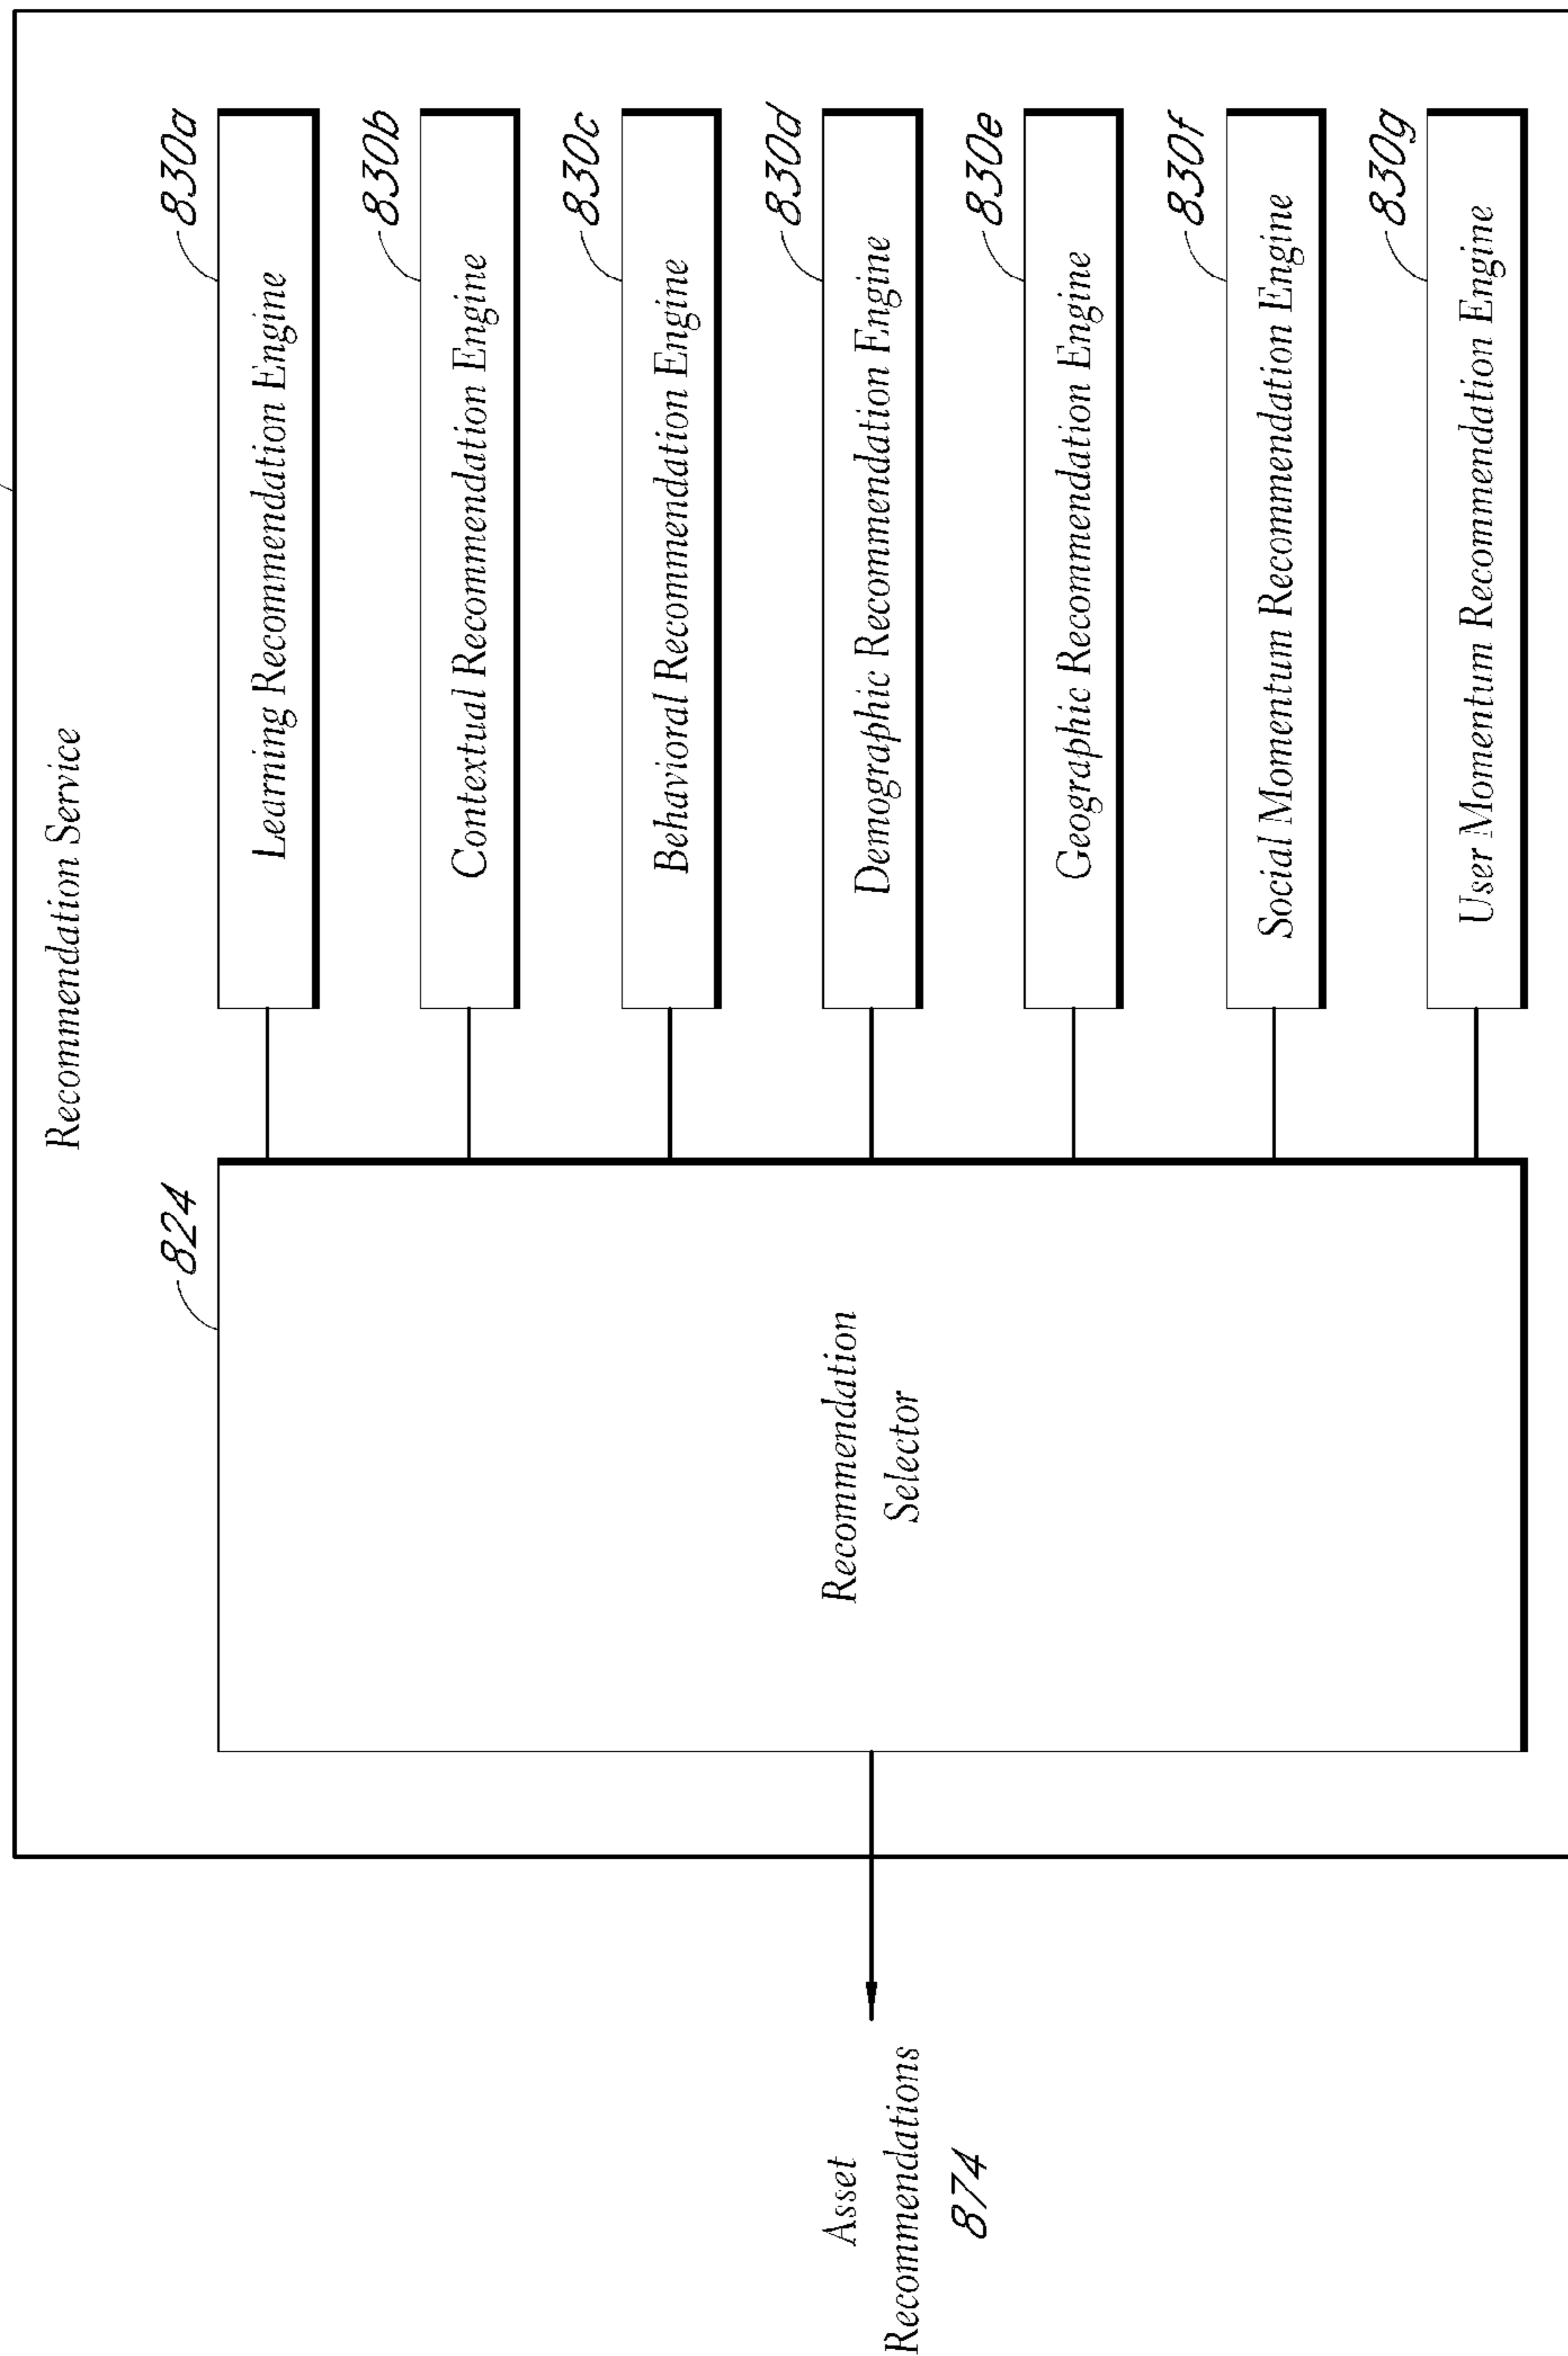 Recommendation Service
824
Recommendation
Selector
830a
Learning Recommendation Engine
830b
Contextual Recommendation Engine
830c
Behavioral Recommendation Engine
830d
Demographic Recommendation Engine
830e
Geographic Recommendation Engine
830f
Social Momentum Recommendation Engine
830g
User Momentum Recommendation Engine
Asset
Recommendations
874